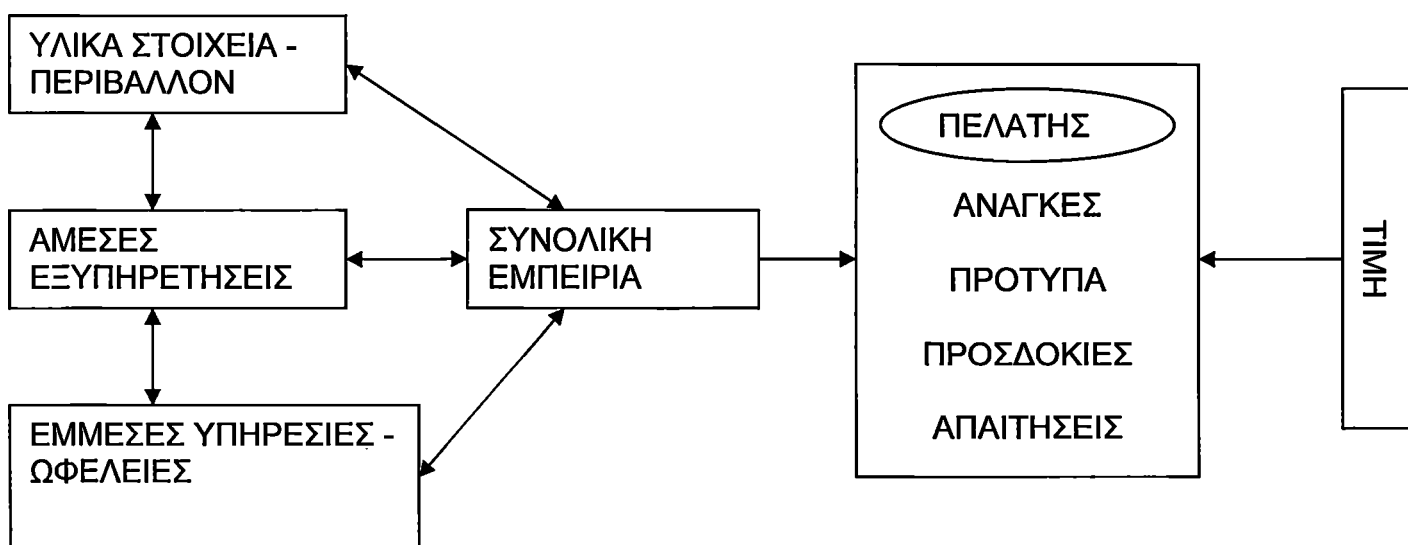 ΥΛΙΚΑ ΣΤΟΙΧΕΙΑ -
ΠΕΡΙΒΑΛΛΟΝ
ΑΜΕΣΕΣ
ΕΞΥΠΗΡΕΤΗΣΕΙΣ
ΕΜΜΕΣΕΣ ΥΠΗΡΕΣΙΕΣ -
ΩΦΕΛΕΙΕΣ
ΣΥΝΟΛΙΚΗ
ΕΜΠΕΙΡΙΑ
ΠΕΛΑΤΗΣ
ΑΝΑΓΚΕΣ
ΠΡΟΤΥΠΑ
ΠΡΟΣΔΟΚΙΕΣ
ΑΠΑΙΤΗΣΕΙΣ
ΤΙΜΗ